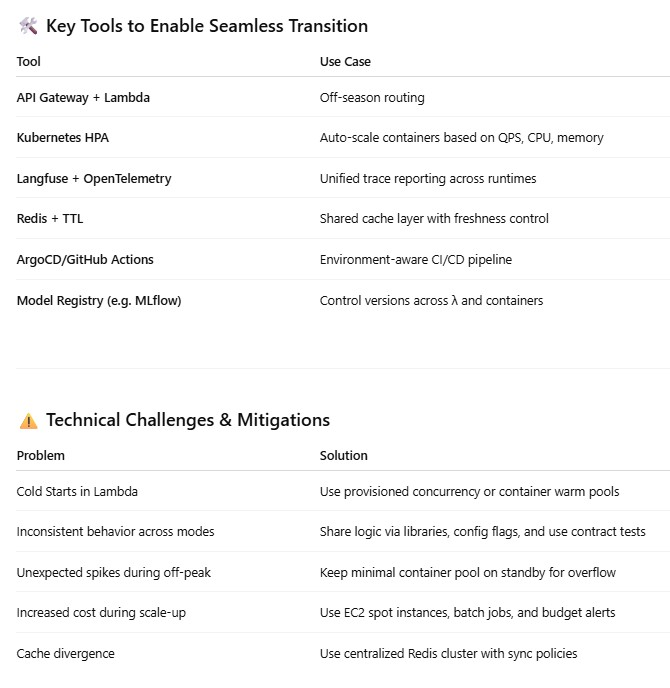 🛠️ Key Tools to Enable Seamless Transition
Tool Use Case
API Gateway + Lambda Off-season routing
Kubernetes HPA Auto-scale containers based on QPS, CPU, memory
Langfuse + OpenTelemetry Unified trace reporting across runtimes
Redis + TTL Shared cache layer with freshness control
ArgoCD/GitHub Actions Environment-aware CI/CD pipeline
Model Registry (e.g. MLflow) Control versions across λ and containers
⚠️ Technical Challenges & Mitigations
Problem Solution
Cold Starts in Lambda Use provisioned concurrency or container warm pools
Inconsistent behavior across modes Share logic via libraries, config flags, and use contract tests
Unexpected spikes during off-peak Keep minimal container pool on standby for overflow
Increased cost during scale-up Use EC2 spot instances, batch jobs, and budget alerts
Cache divergence Use centralized Redis cluster with sync policies